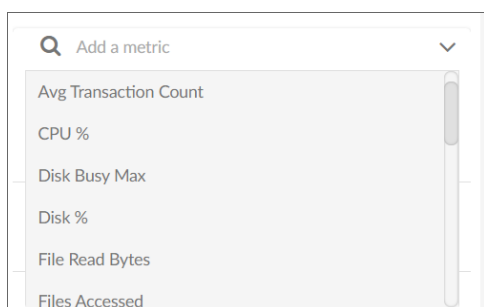 Add a metric
Avg Transaction Count
CPU %
Disk Busy Max
Disk %
File Read Bytes
Files Accessed